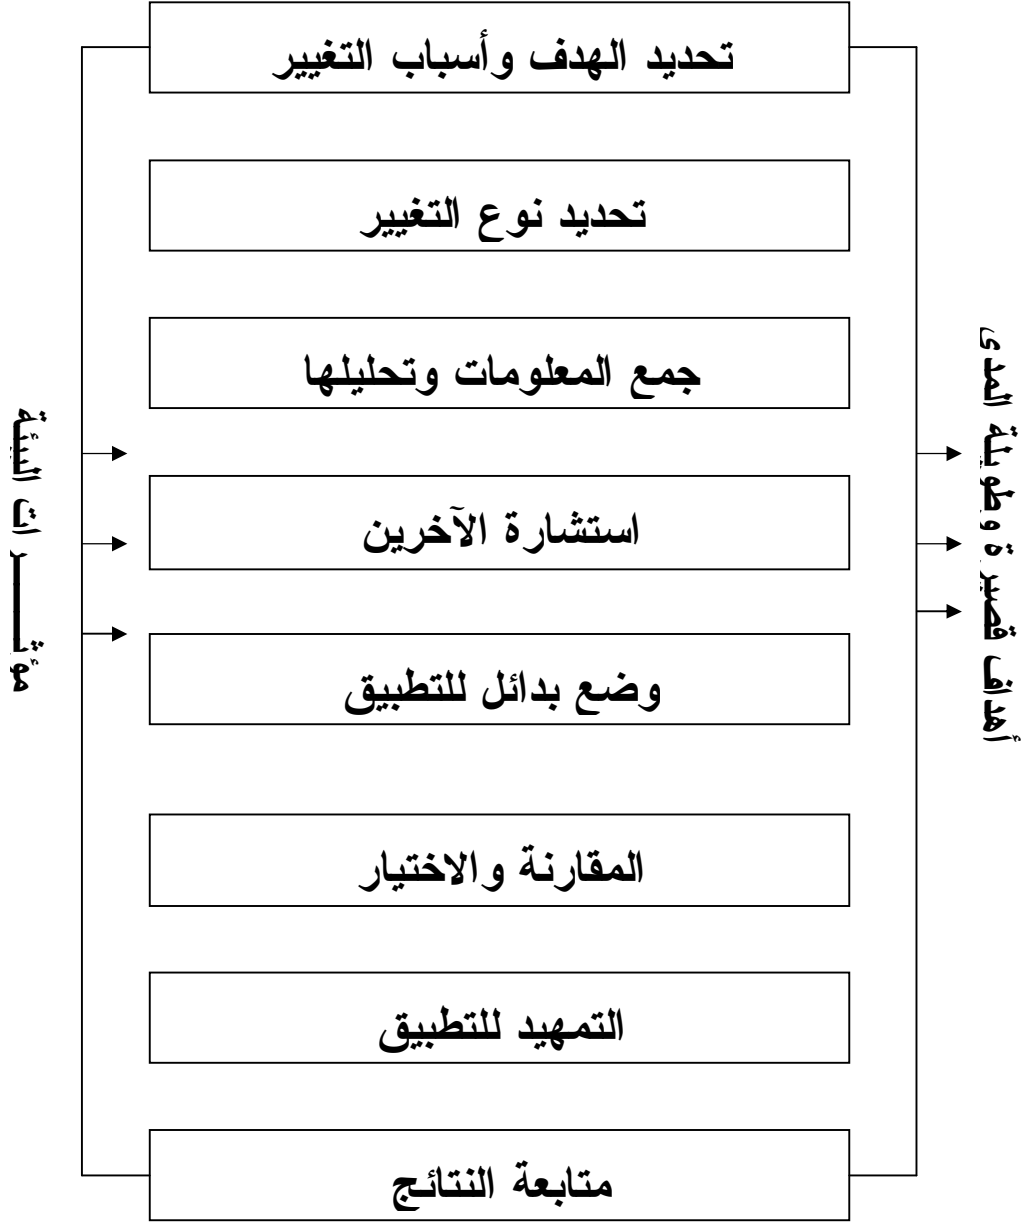 تحديد الهدف وأسباب التغيير
تحديد نوع التغيير
جمع المعلومات وتحليلها
استشارة الآخرين
وضع بدائل للتطبيق
المقارنة والاختيار
التمهيد للتطبيق
متابعة النتائج
أهداف قصيرة وطويلة المدى
مؤثـــــرات البيئة